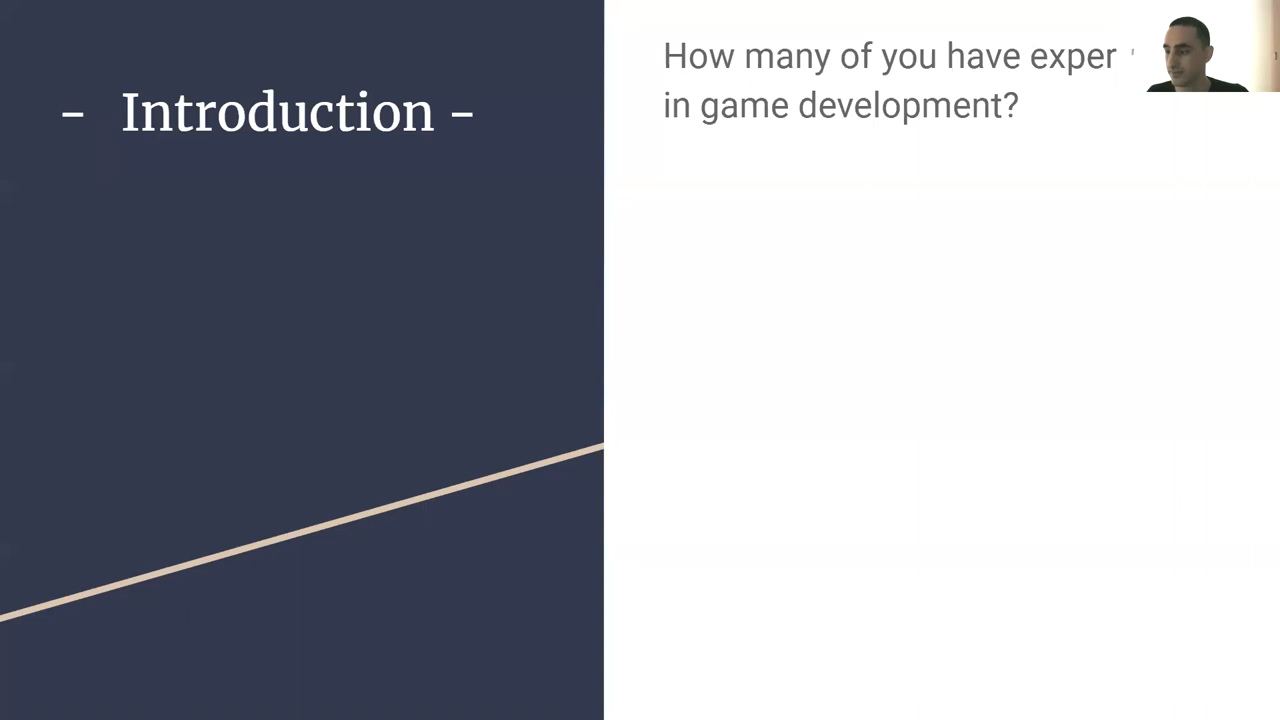 - Introduction -
How many of you have exper
in game development?